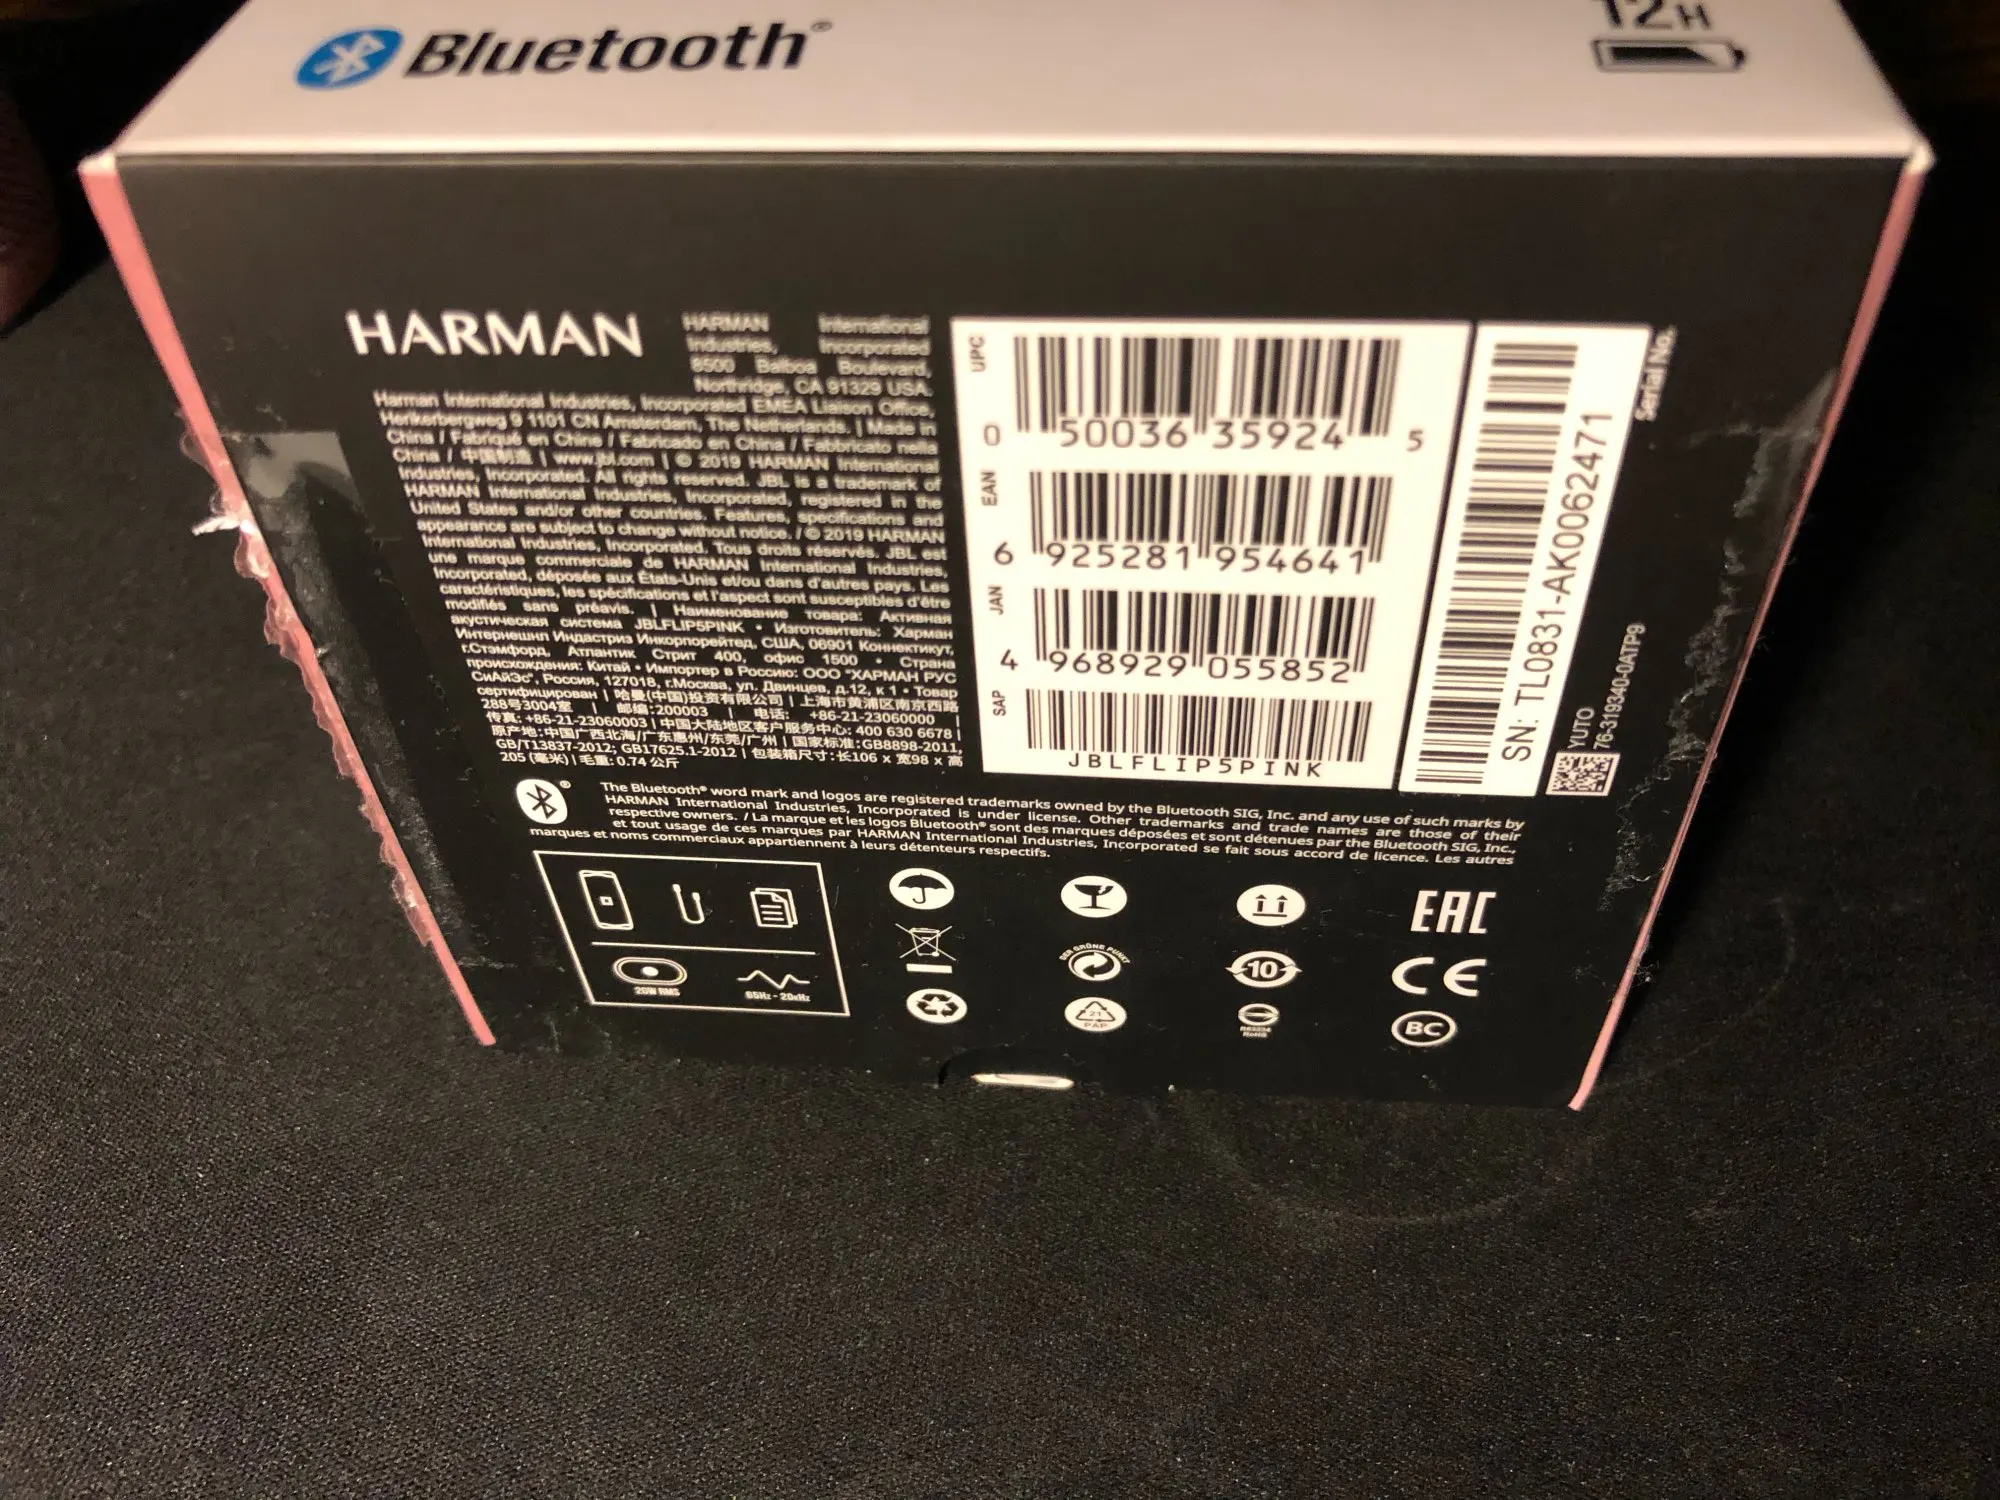 Bluetooth®
12H
HARMAN
HARMAN International
Industries, Incorporated
8500 Balboa Boulevard,
Northridge, CA 91329 USA.
Harman International Industries, Incorporated EMEA Liaison Office,
Herikerbergweg 9 1101 CN Amsterdam, The Netherlands. | Made in
China / Fabriqué en Chine / Fabricado en China / Fabbricato nella
China / 中国制造 | www.jbl.com | © 2019 HARMAN International
Industries, Incorporated. All rights reserved. JBL is a trademark of
HARMAN International Industries, Incorporated, registered in the
United States and/or other countries. Features, specifications and
appearance are subject to change without notice. / © 2019 HARMAN
International Industries, Incorporated. Tous droits réservés. JBL est
une marque commerciale de HARMAN International Industries,
Incorporated, déposée aux États-Unis et/ou dans d'autres pays. Les
caractéristiques, les spécifications et l'aspect sont susceptibles d'être
modifiés sans préavis. | Наименование товара: Активная
акустическая система JBLFLIP5PINK • Изготовитель: Харман
Интернешнл Индастриз Инкорпорейтед, США, 06901 Коннектикут,
г.Стэмфорд, Атлантик Стрит 400, офис 1500 • Страна
происхождения: Китай • Импортер в Россию: ООО "ХАРМАН РУС
СиАйЭс", Россия, 127018, г.Москва, ул. Двинцев, д.12, к 1 • Товар
сертифицирован | 哈曼(中国)投资有限公司 | 上海市黄浦区南京西路
288号3004室 | 邮编:200003 | 电话: +86-21-23060000 |
传真: +86-21-23060003 | 中国大陆地区客户服务中心: 400 630 6678 |
原产地:中国广西北海/广东惠州/东莞/广州 | 国家标准:GB8898-2011,
GB/T13837-2012; GB17625.1-2012 | 包装箱尺寸:长106 x 宽98 x 高
205 (毫米) | 毛重: 0.74 公斤
UPC
0 50036 35924 5
EAN
6 925281 954641
JAN
4 968929 055852
SAP
JBLFLIP5PINK
SN: TL0831-AK0062471
Serial No.
YUTO
76-319340-0ATP9
The Bluetooth® word mark and logos are registered trademarks owned by the Bluetooth SIG, Inc. and any use of such marks by
HARMAN International Industries, Incorporated is under license. Other trademarks and trade names are those of their
respective owners. / La marque et les logos Bluetooth® sont des marques déposées et sont détenues par the Bluetooth SIG, Inc.,
et tout usage de ces marques par HARMAN International Industries, Incorporated se fait sous accord de licence. Les autres
marques et noms commerciaux appartiennent à leurs détenteurs respectifs.
20W RMS
65Hz - 20kHz
DER GRÜNE PUNKT
10
21
PAP
RoHS
EAC
CE
BC